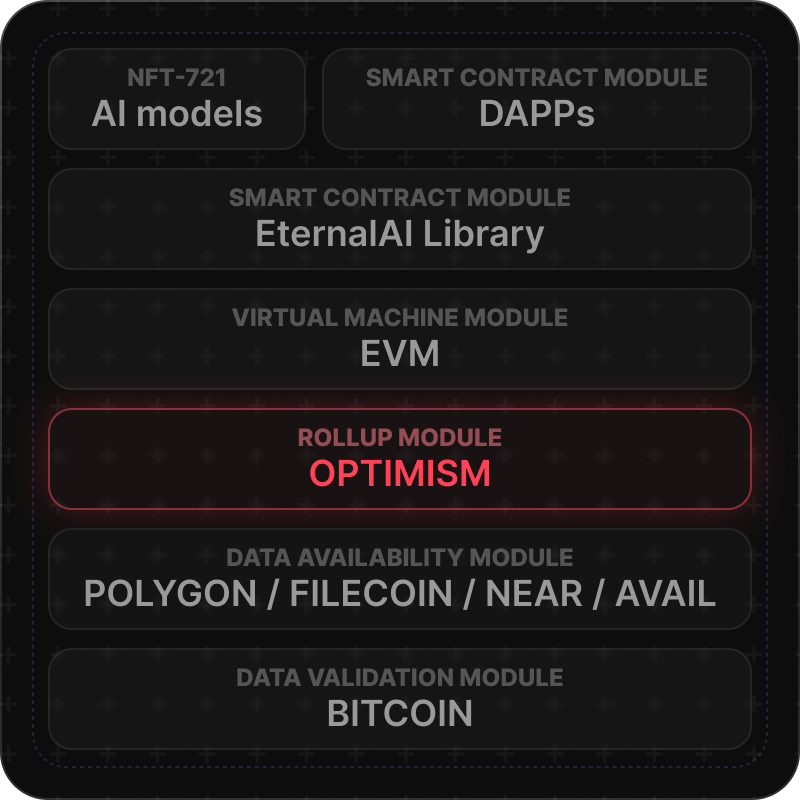 NFT-721
AI models
SMART CONTRACT MODULE
DAPPs
SMART CONTRACT MODULE
EternalAI Library
VIRTUAL MACHINE MODULE
EVM
ROLLUP MODULE
OPTIMISM
DATA AVAILABILITY MODULE
POLYGON / FILECOIN / NEAR / AVAIL
DATA VALIDATION MODULE
BITCOIN